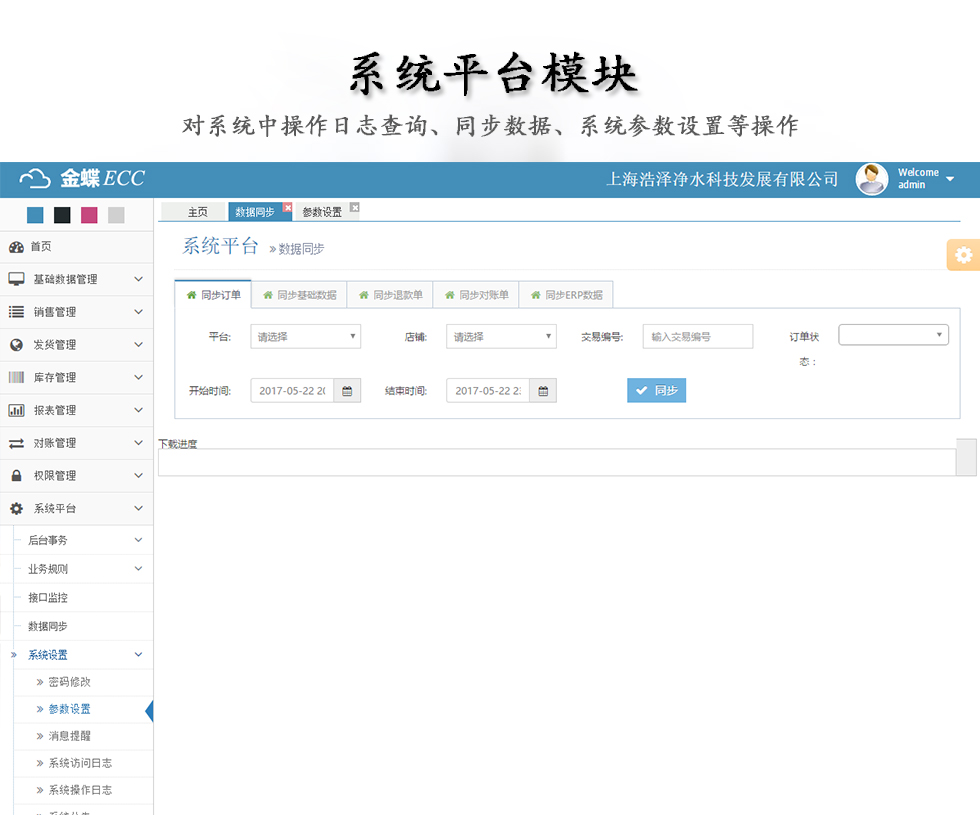 系统平台模块
对系统中操作日志查询、同步数据、系统参数设置等操作
金蝶ECC
上海浩泽净水科技发展有限公司
Welcome
admin
主页
数据同步
参数设置
系统平台
» 数据同步
首页
基础数据管理
销售管理
发货管理
库存管理
报表管理
对账管理
权限管理
系统平台
后台事务
业务规则
接口监控
数据同步
» 系统设置
» 密码修改
» 参数设置
» 消息提醒
» 系统访问日志
» 系统操作日志
同步订单
同步基础数据
同步退款单
同步对账单
同步ERP数据
平台:
请选择
店铺:
请选择
交易编号:
输入交易编号
订单状
态：
开始时间:
2017-05-22 20
结束时间:
2017-05-22 2
同步
下载进度